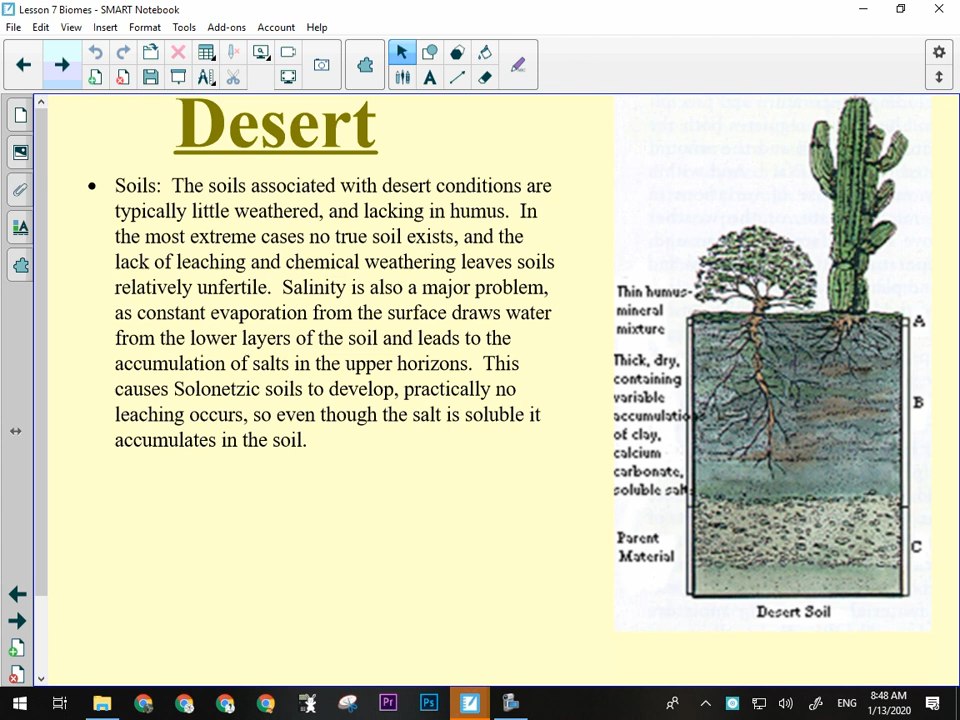 Lesson 7 Biomes - SMART Notebook
File Edit View Insert Format Tools Add-ons Account Help
Desert
• Soils:  The soils associated with desert conditions are
typically little weathered, and lacking in humus.  In
the most extreme cases no true soil exists, and the
lack of leaching and chemical weathering leaves soils
relatively unfertile.  Salinity is also a major problem,
as constant evaporation from the surface draws water
from the lower layers of the soil and leads to the
accumulation of salts in the upper horizons.  This
causes Solonetzic soils to develop, practically no
leaching occurs, so even though the salt is soluble it
accumulates in the soil.
Thin humus-
mineral
mixture
A
Thick, dry,
containing
variable
accumulatio
of clay,
calcium
carbonate,
soluble salt
B
Parent
Material
C
Desert Soil
Pr
Ps
ENG
8:48 AM
1/13/2020